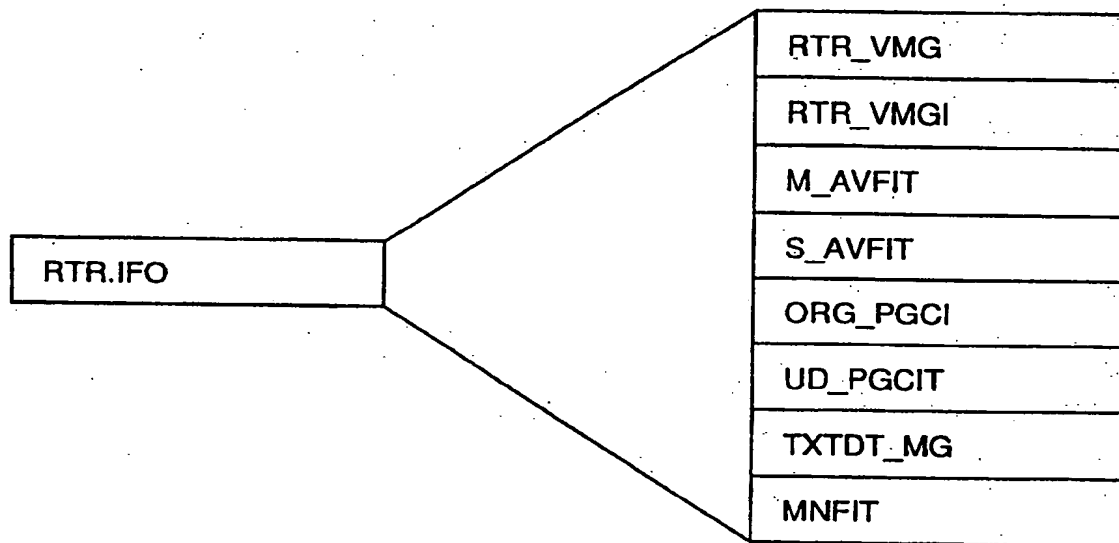 RTR.IFO
RTR_VMG
RTR_VMGI
M_AVFIT
S_AVFIT
ORG_PGCI
UD_PGCIT
TXTDT_MG
MNFIT